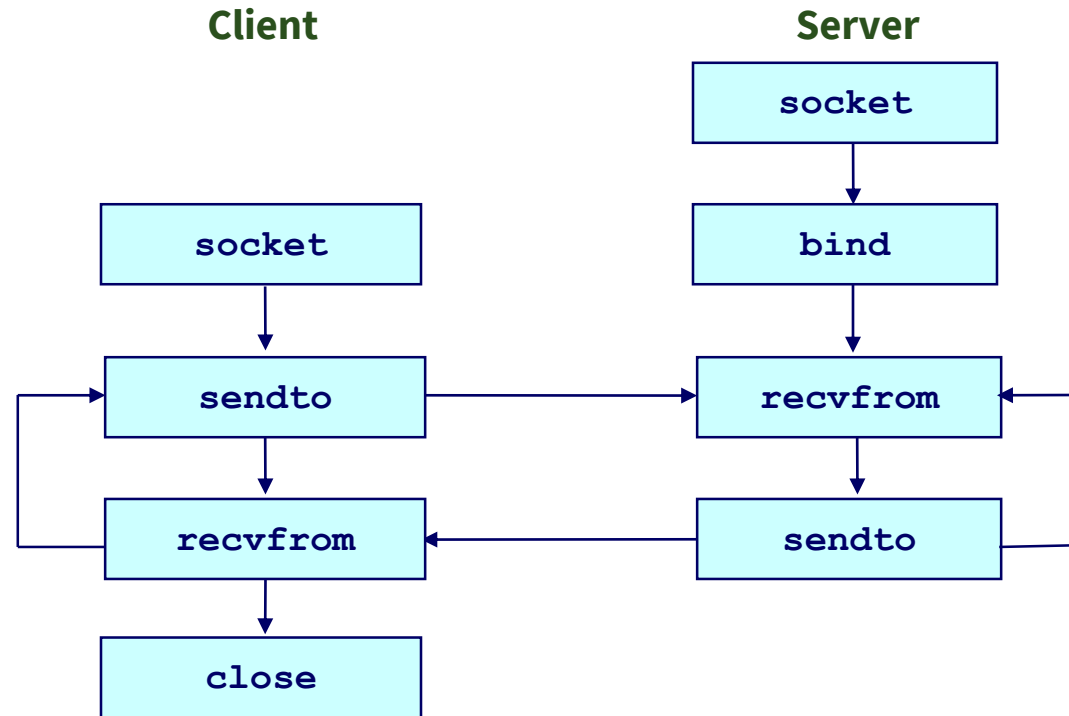 Client
Server
socket
socket
bind
sendto
recvfrom
recvfrom
sendto
close